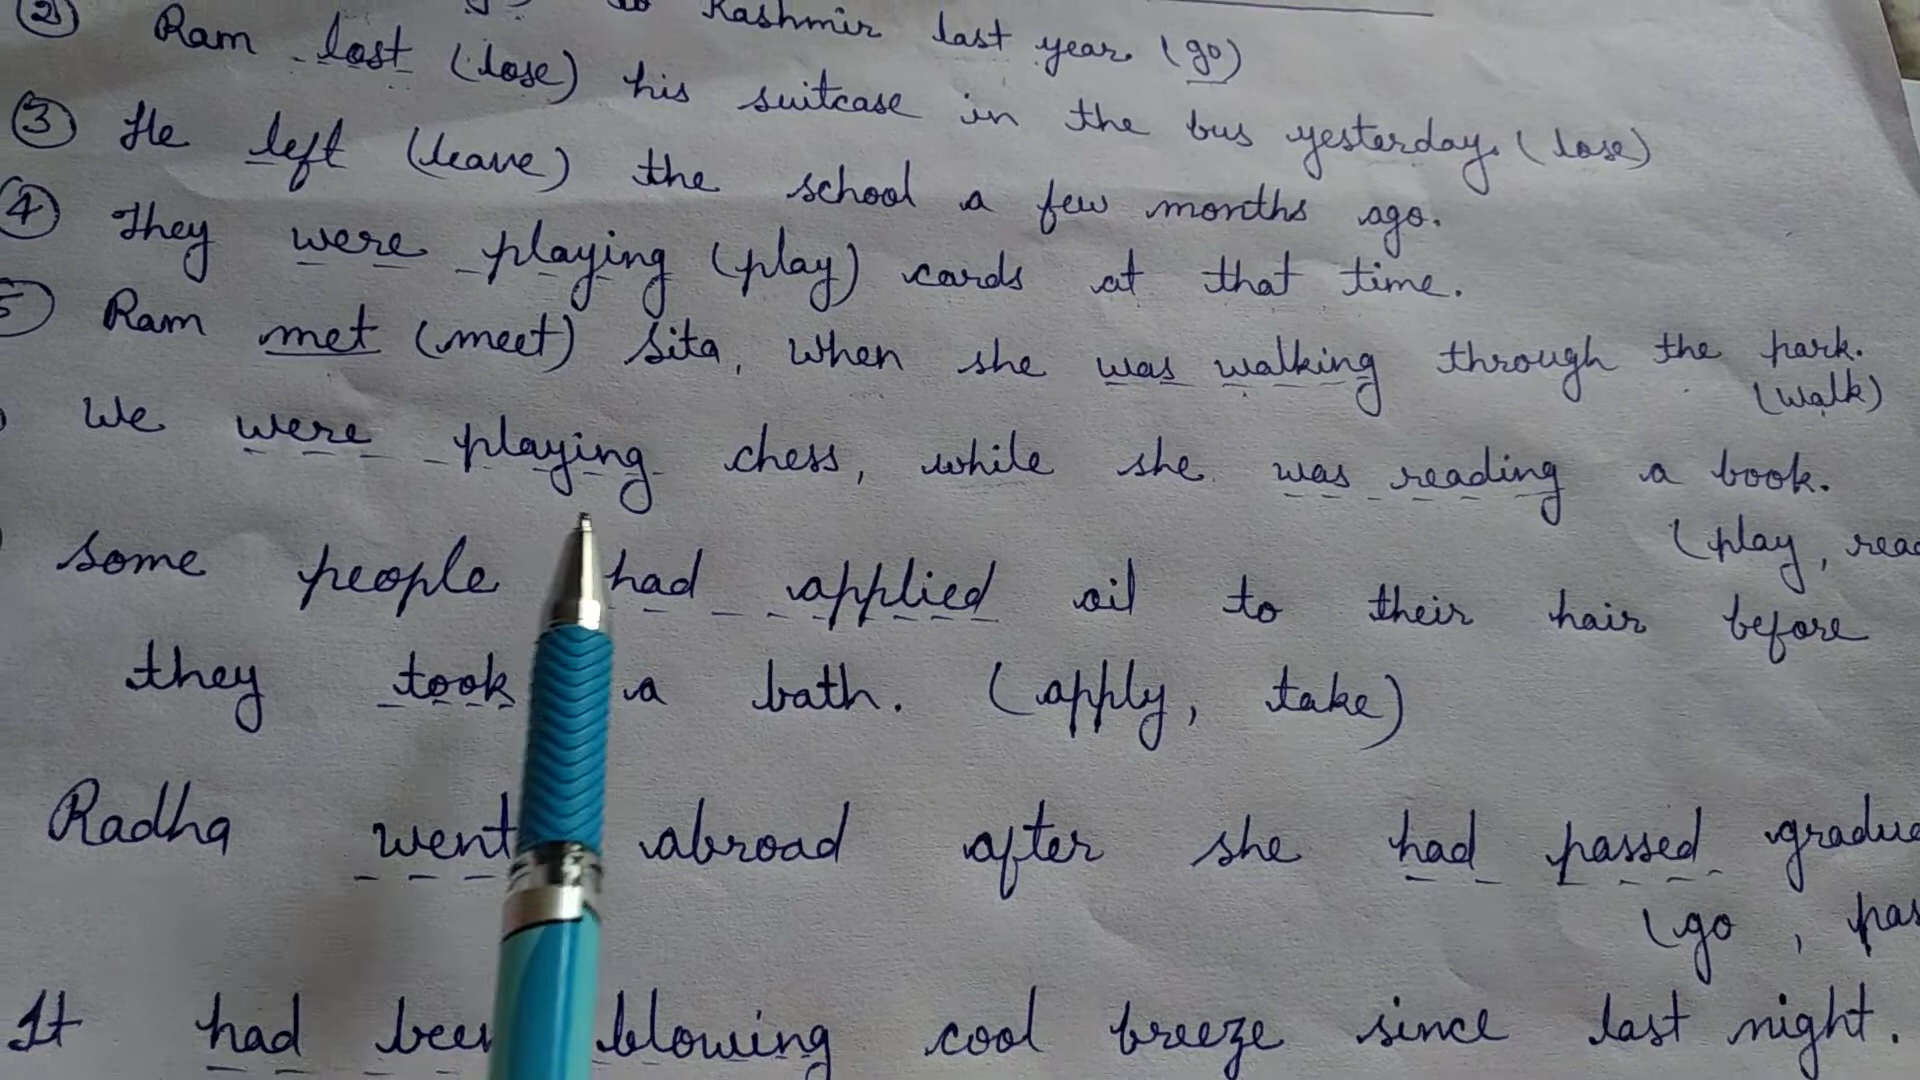 Kashmir last year. (go)
② Ram lost (lose) his suitcase in the bus yesterday. (lose)
③ He left (leave) the school a few months ago.
④ They were playing (play) cards at that time.
5 Ram met (meet) Sita, when she was walking through the park.
(walk)
We were playing chess, while she was reading a book.
(play, read
Some people had applied oil to their hair before
they took a bath. (apply, take)
Radha went abroad after she had passed
(go, pas
It had been blowing cool breeze since last night.